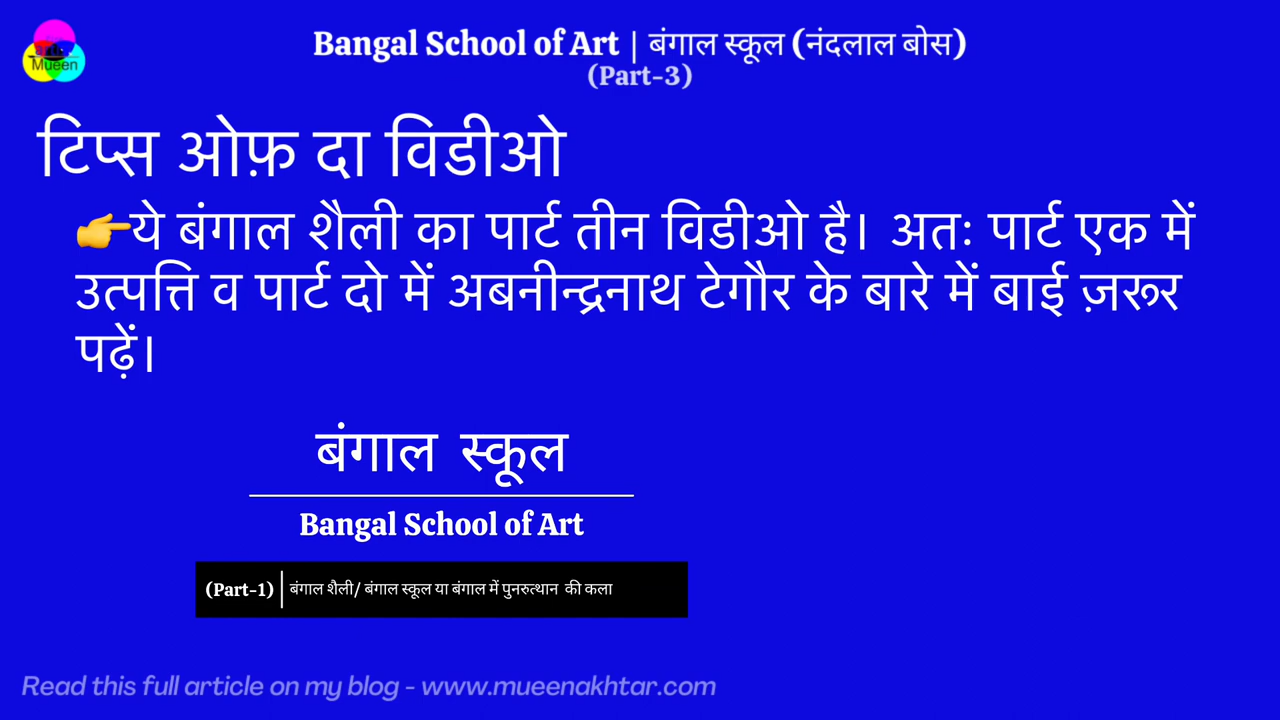 Mueen
Bangal School of Art | बंगाल स्कूल (नंदलाल बोस)
(Part-3)
टिप्स ओफ़ दा विडीओ
👉ये बंगाल शैली का पार्ट तीन विडीओ है। अतः पार्ट एक में
उत्पत्ति व पार्ट दो में अबनीन्द्रनाथ टेगौर के बारे में बाई ज़रूर
पढ़ें।
बंगाल स्कूल
Bangal School of Art
(Part-1) | बंगाल शैली/ बंगाल स्कूल या बंगाल में पुनरुत्थान की कला
Read this full article on my blog - www.mueenakhtar.com